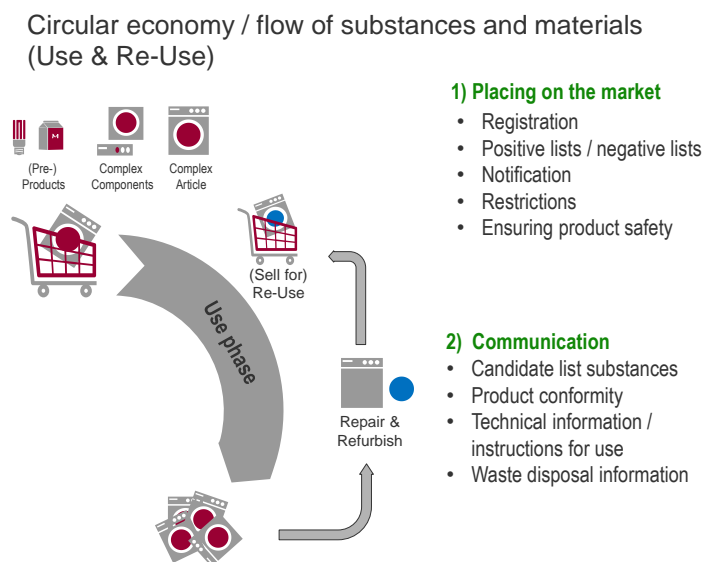 Circular economy / flow of substances and materials
(Use & Re-Use)
(Pre-)
Products
Complex
Components
Complex
Article
(Sell for)
Re-Use
Use phase
Repair &
Refurbish
1) Placing on the market
• Registration
• Positive lists / negative lists
• Notification
• Restrictions
• Ensuring product safety
2) Communication
• Candidate list substances
• Product conformity
• Technical information /
instructions for use
• Waste disposal information